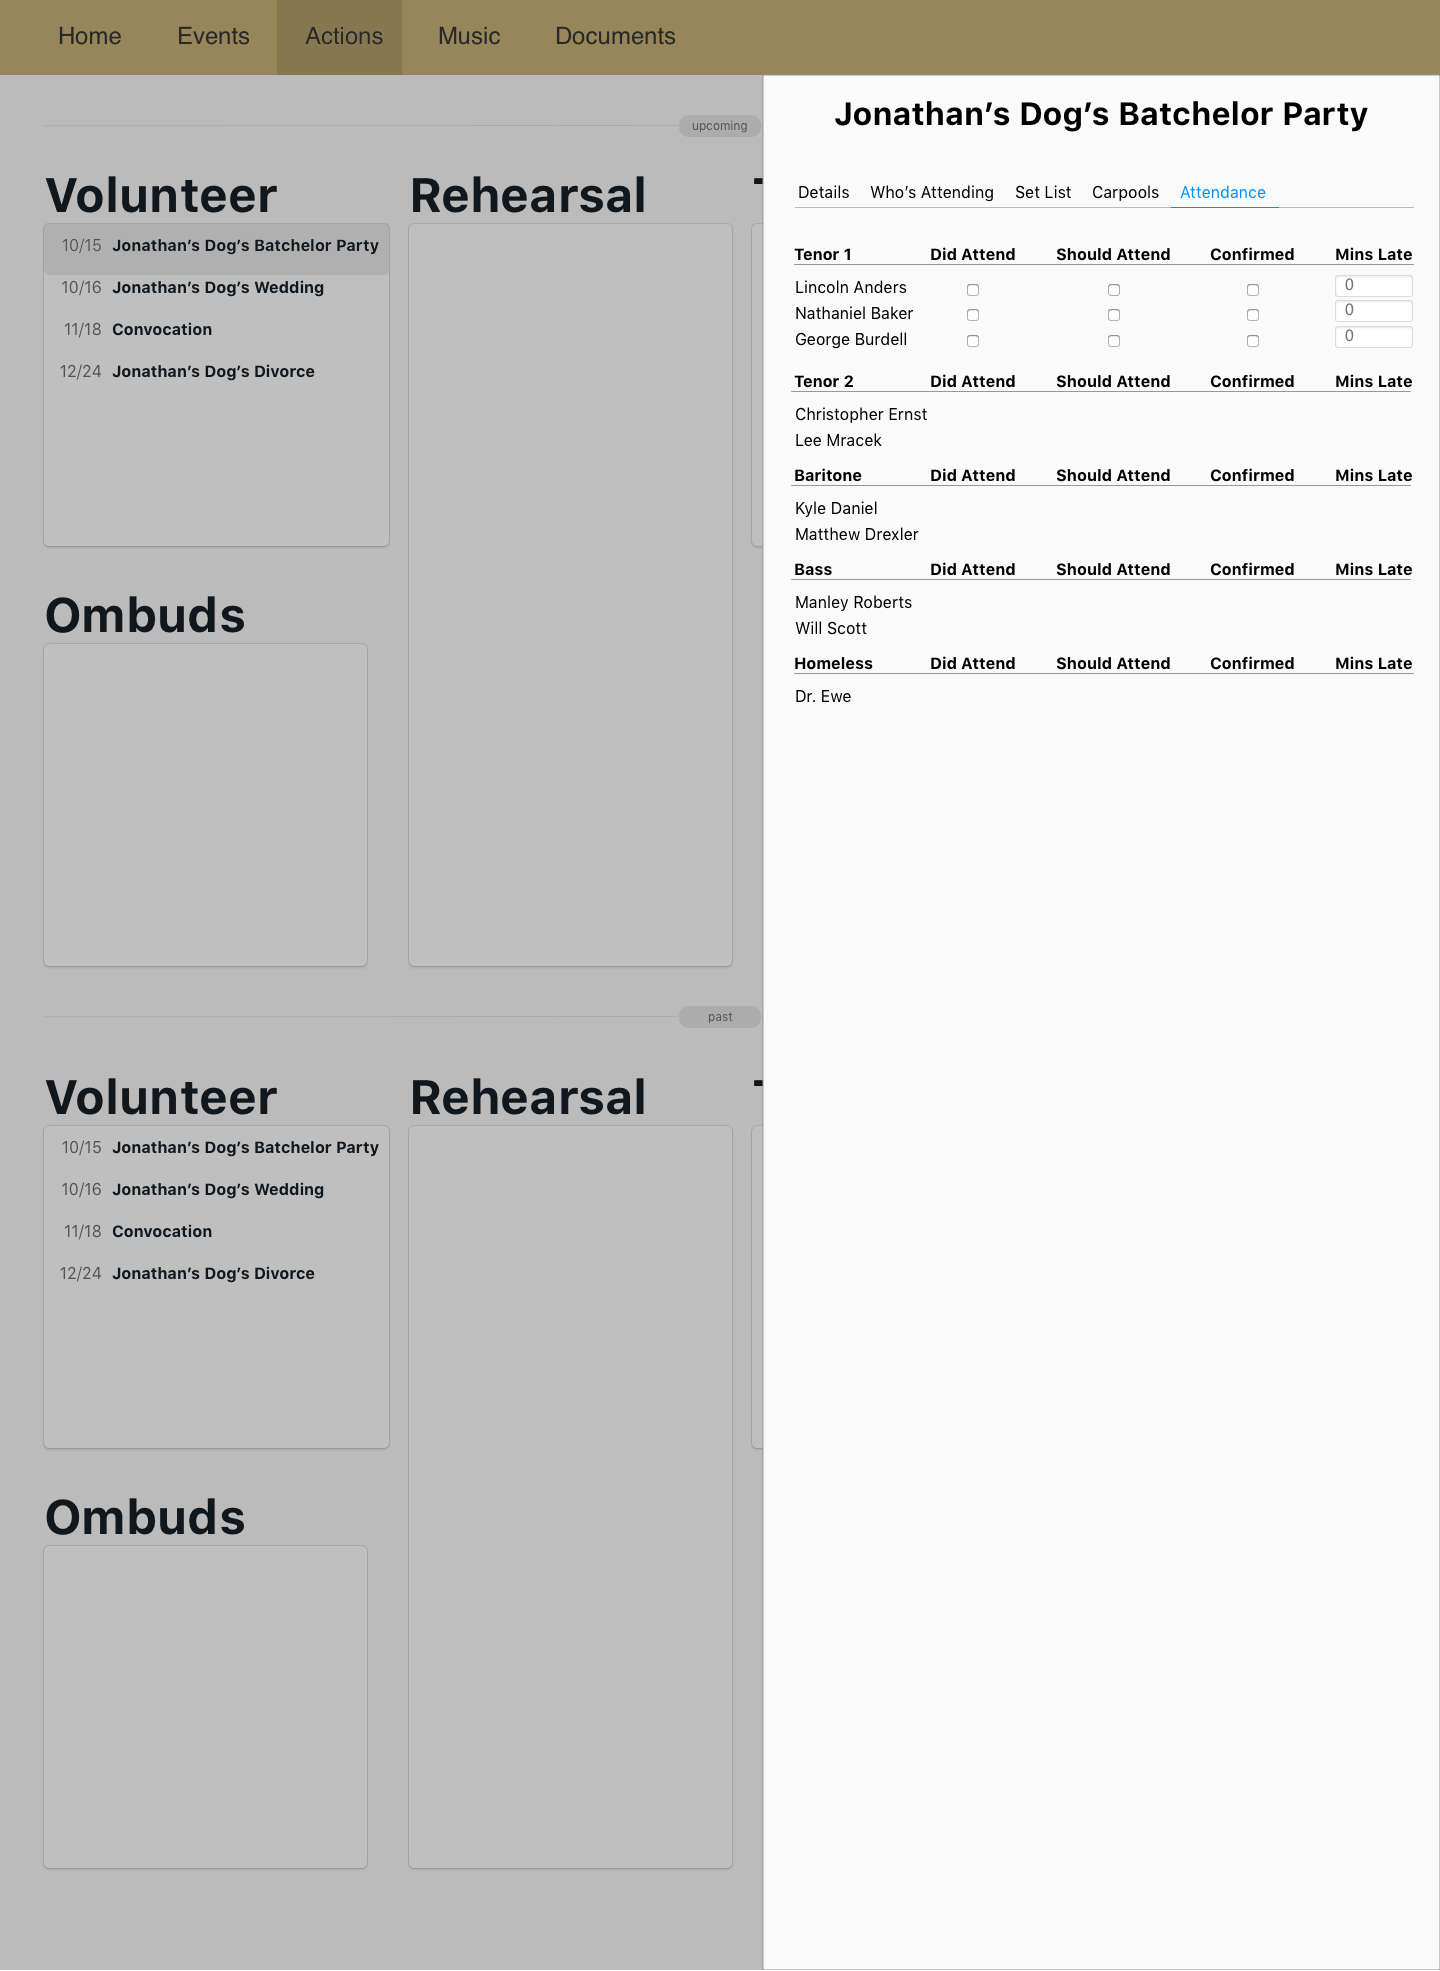 Home Events Actions Music Documents
upcoming
Volunteer Rehearsal
10/15 Jonathan’s Dog’s Batchelor Party
10/16 Jonathan’s Dog’s Wedding
11/18 Convocation
12/24 Jonathan’s Dog’s Divorce
Ombuds
past
Volunteer Rehearsal
10/15 Jonathan’s Dog’s Batchelor Party
10/16 Jonathan’s Dog’s Wedding
11/18 Convocation
12/24 Jonathan’s Dog’s Divorce
Ombuds
Jonathan’s Dog’s Batchelor Party
Details Who’s Attending Set List Carpools Attendance
Tenor 1 Did Attend Should Attend Confirmed Mins Late
Lincoln Anders 0
Nathaniel Baker 0
George Burdell 0
Tenor 2 Did Attend Should Attend Confirmed Mins Late
Christopher Ernst
Lee Mracek
Baritone Did Attend Should Attend Confirmed Mins Late
Kyle Daniel
Matthew Drexler
Bass Did Attend Should Attend Confirmed Mins Late
Manley Roberts
Will Scott
Homeless Did Attend Should Attend Confirmed Mins Late
Dr. Ewe